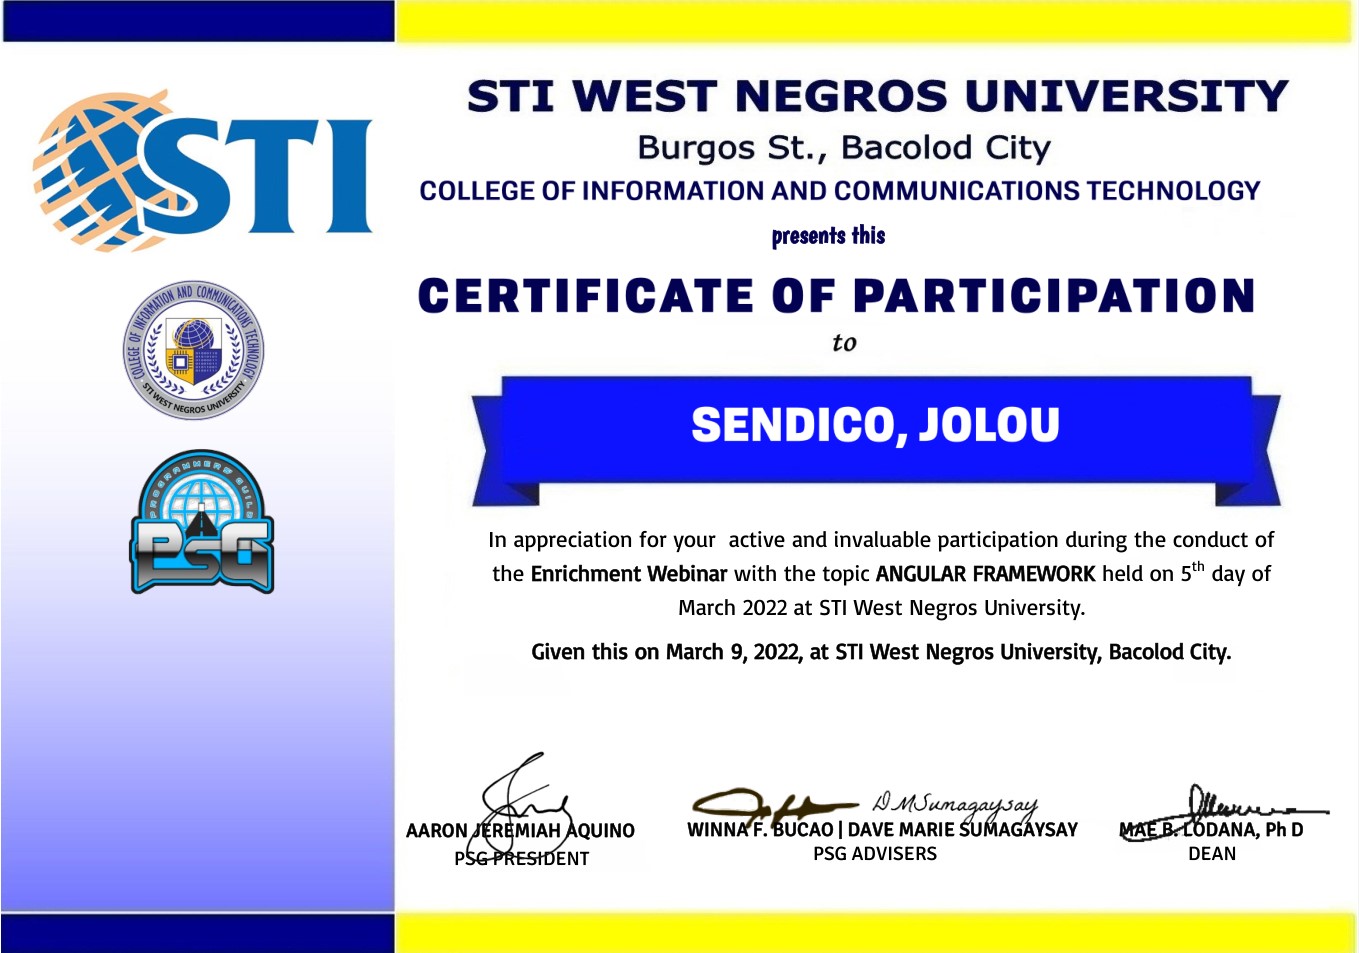 STI
STI WEST NEGROS UNIVERSITY
Burgos St., Bacolod City
COLLEGE OF INFORMATION AND COMMUNICATIONS TECHNOLOGY
presents this
CERTIFICATE OF PARTICIPATION
to
SENDICO, JOLOU
COLLEGE OF INFORMATION AND COMMUNICATIONS TECHNOLOGY
STI WEST NEGROS UNIVERSITY
PROGRAMMERS' GUILD
PSG
In appreciation for your active and invaluable participation during the conduct of
the Enrichment Webinar with the topic ANGULAR FRAMEWORK held on 5th day of
March 2022 at STI West Negros University.
Given this on March 9, 2022, at STI West Negros University, Bacolod City.
DMSumagaysay
AARON JEREMIAH AQUINO
PSG PRESIDENT
WINNA F. BUCAO | DAVE MARIE SUMAGAYSAY
PSG ADVISERS
MAE B. LODANA, Ph D
DEAN